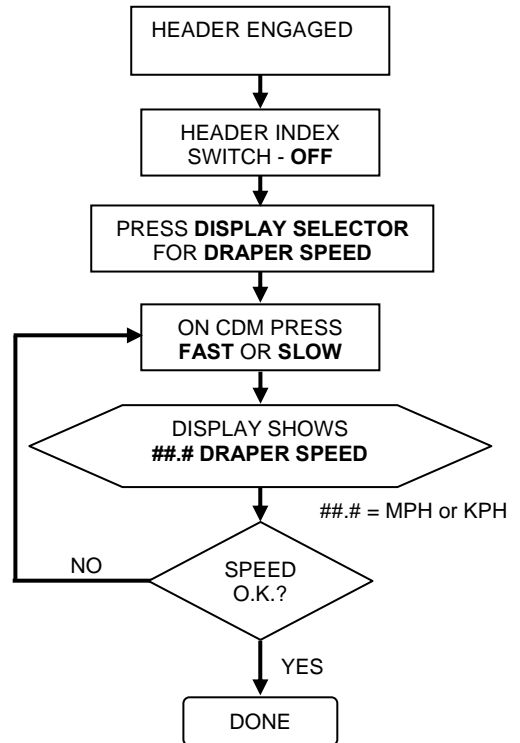 HEADER ENGAGED
HEADER INDEX
SWITCH - OFF
PRESS DISPLAY SELECTOR
FOR DRAPER SPEED
ON CDM PRESS
FAST OR SLOW
DISPLAY SHOWS
##.# DRAPER SPEED
##.# = MPH or KPH
NO
SPEED
O.K.?
YES
DONE